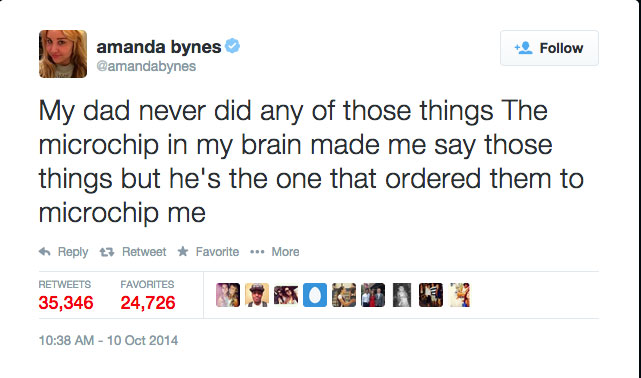 amanda bynes
@amandabynes
Follow
My dad never did any of those things The
microchip in my brain made me say those
things but he's the one that ordered them to
microchip me
Reply Retweet Favorite More
RETWEETS FAVORITES
35,346 24,726
10:38 AM - 10 Oct 2014